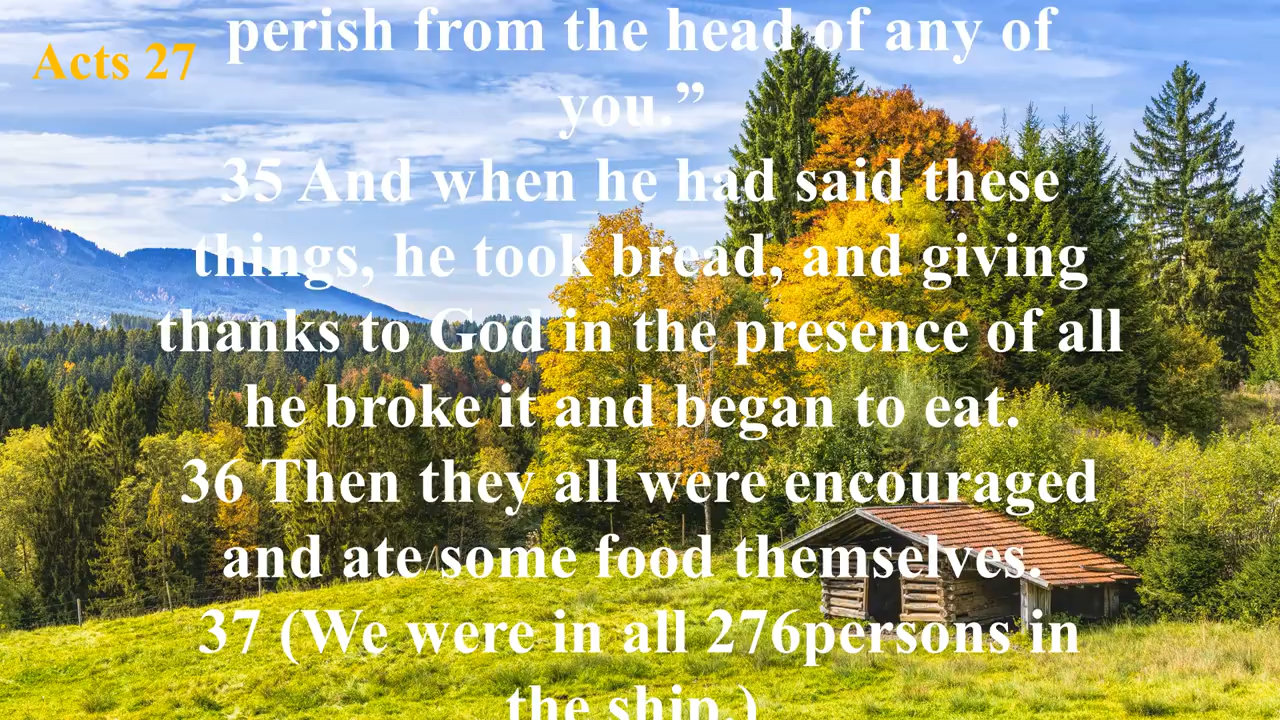 perish from the head of any of
Acts 27
you.”
35 And when he had said these
things, he took bread, and giving
thanks to God in the presence of all
he broke it and began to eat.
36 Then they all were encouraged
and ate some food themselves.
37 (We were in all 276persons in
the ship.)